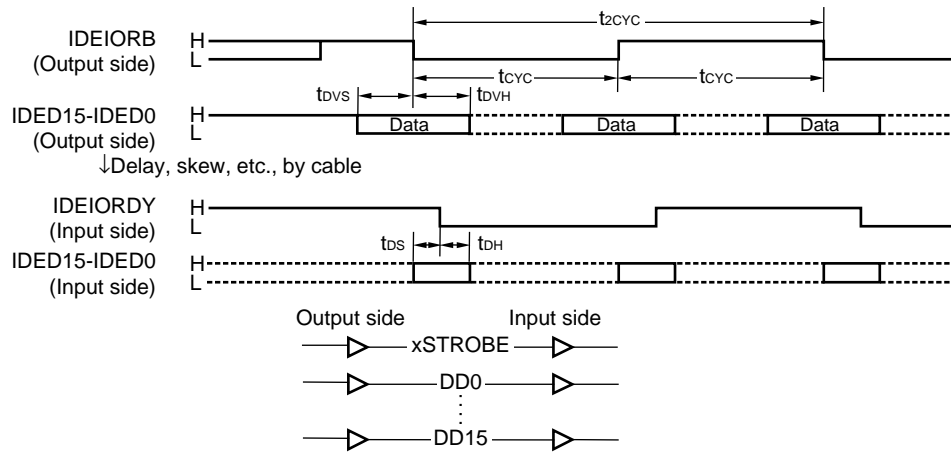 t2CYC
IDEIORB
(Output side)
H
L
tCYC
tCYC
tDVS
tDVH
IDED15-IDED0
(Output side)
H
L
Data
Data
Data
↓Delay, skew, etc., by cable
IDEIORDY
(Input side)
H
L
tDS
tDH
IDED15-IDED0
(Input side)
H
L
Output side
Input side
xSTROBE
DD0
DD15